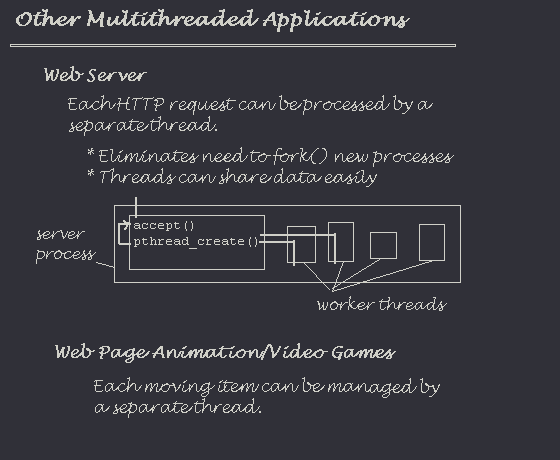 Other Multithreaded Applications
Web Server
Each HTTP request can be processed by a
separate thread.
* Eliminates need to fork() new processes
* Threads can share data easily
accept()
pthread_create()
server
process
worker threads
Web Page Animation/Video Games
Each moving item can be managed by
a separate thread.